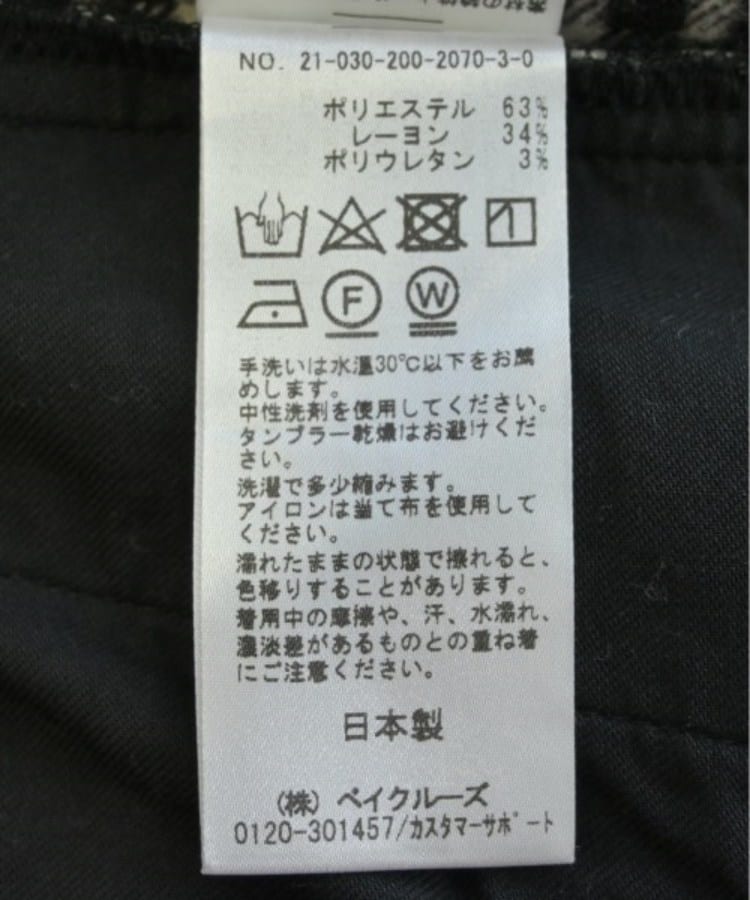 素材の特性上
NO. 21-030-200-2070-3-0
ポリエステル 63%
レーヨン 34%
ポリウレタン 3%
F
W
手洗いは水温30℃以下をお薦
めします。
中性洗剤を使用してください。
タンブラー乾燥はお避けくだ
さい。
洗濯で多少縮みます。
アイロンは当て布を使用して
ください。
濡れたままの状態で擦れると、
色移りすることがあります。
着用中の摩擦や、汗、水濡れ、
濃淡差があるものとの重ね着
にご注意ください。
日本製
(株) ベイクルーズ
0120-301457/カスタマーサポート